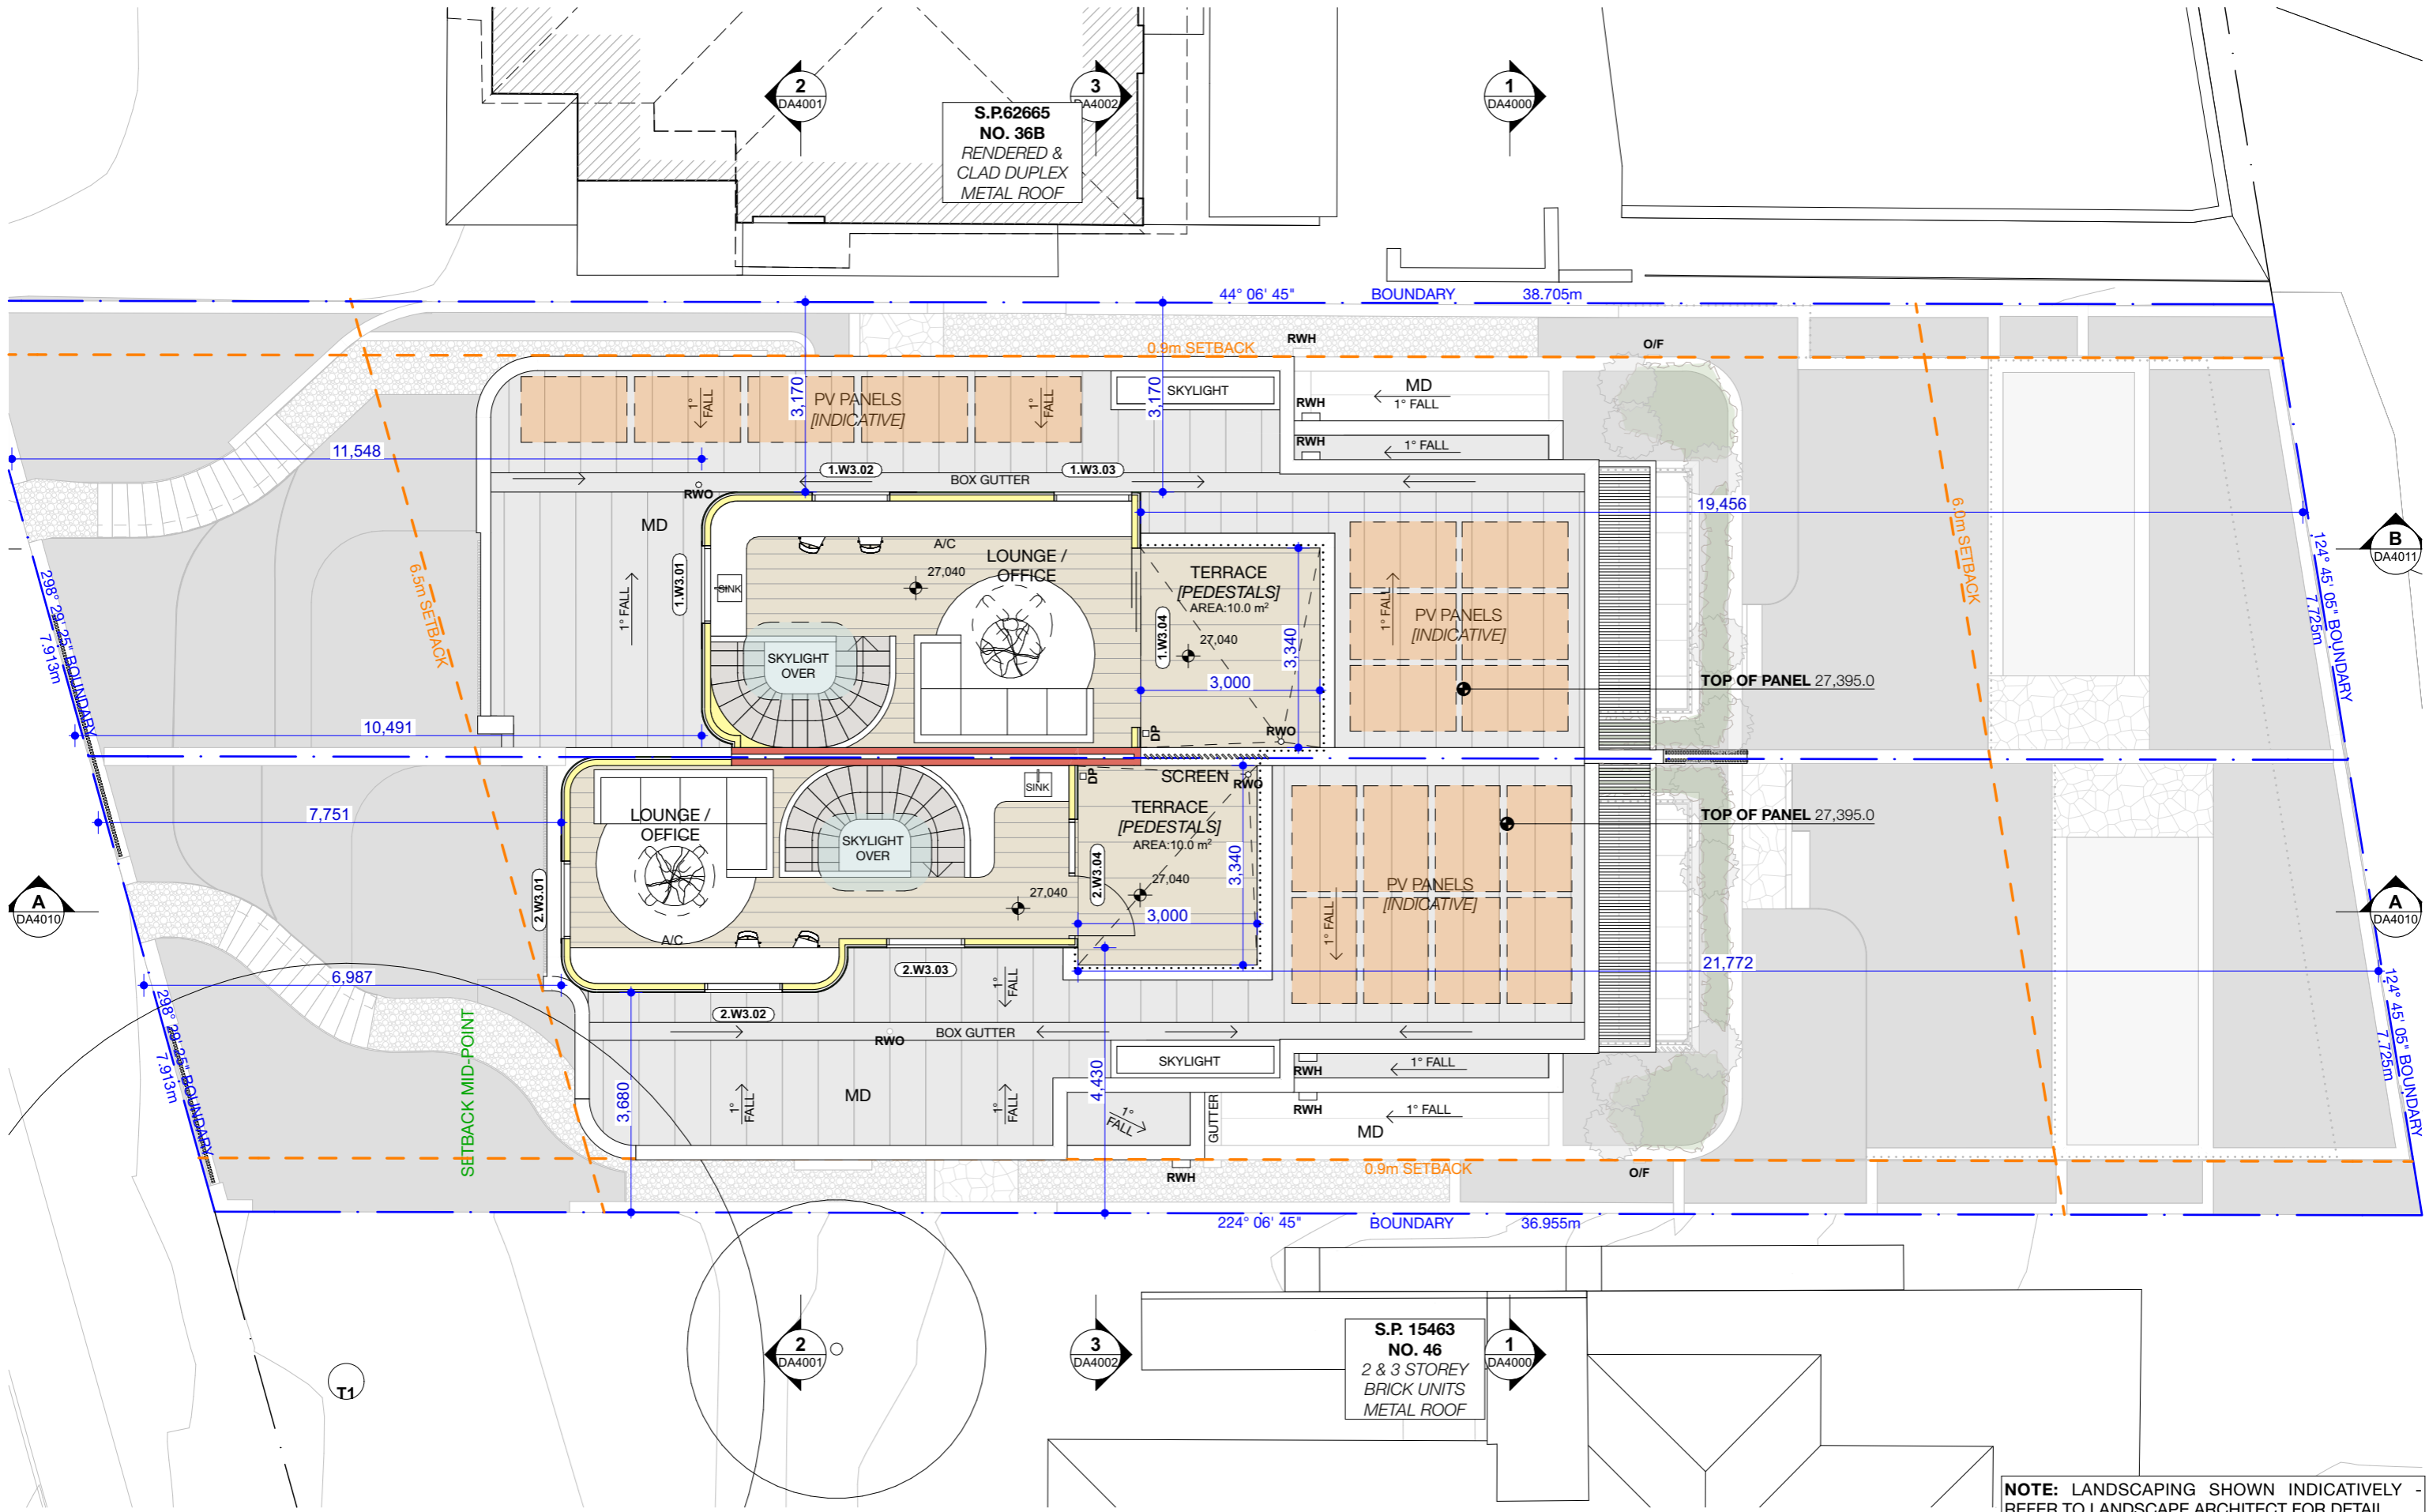 2
DA4001
3
DA4002
1
DA4000
S.P.62665
NO. 36B
RENDERED &
CLAD DUPLEX
METAL ROOF
44° 06' 45"
BOUNDARY
38.705m
0.9m SETBACK
RWH
O/F
SKYLIGHT
MD
1° FALL
RWH
PV PANELS
[INDICATIVE]
1°
FALL
1°
FALL
3,170
3,170
RWH
1° FALL
11,548
1.W3.02
1.W3.03
BOX GUTTER
RWO
MD
19,456
6.0m SETBACK
A/C
LOUNGE /
OFFICE
27,040
SINK
1.W3.01
1° FALL
6.5m SETBACK
TERRACE
[PEDESTALS]
AREA:10.0 m²
27,040
1.W3.04
3,340
3,000
1° FALL
PV PANELS
[INDICATIVE]
B
DA4011
124° 45' 05" BOUNDARY
7.725m
298° 29' 25" BOUNDARY
7.913m
SKYLIGHT
OVER
TOP OF PANEL 27,395.0
10,491
DP
RWO
SCREEN
RWO
DP
SINK
LOUNGE /
OFFICE
7,751
TERRACE
[PEDESTALS]
AREA:10.0 m²
TOP OF PANEL 27,395.0
SKYLIGHT
OVER
3,340
27,040
27,040
2.W3.04
2.W3.01
3,000
PV PANELS
[INDICATIVE]
1° FALL
A
DA4010
A
DA4010
A/C
6,987
2.W3.03
1°
FALL
21,772
124° 45' 05" BOUNDARY
7.725m
298° 29' 25" BOUNDARY
7.913m
SETBACK MID-POINT
2.W3.02
BOX GUTTER
RWO
SKYLIGHT
1° FALL
RWH
3,680
4,430
1°
FALL
MD
1°
FALL
1°
FALL
GUTTER
RWH
1° FALL
MD
0.9m SETBACK
RWH
O/F
224° 06' 45"
BOUNDARY
36.955m
2
DA4001
3
DA4002
1
DA4000
S.P. 15463
NO. 46
2 & 3 STOREY
BRICK UNITS
METAL ROOF
T1
NOTE: LANDSCAPING SHOWN INDICATIVELY -
REFER TO LANDSCAPE ARCHITECT FOR DETAIL